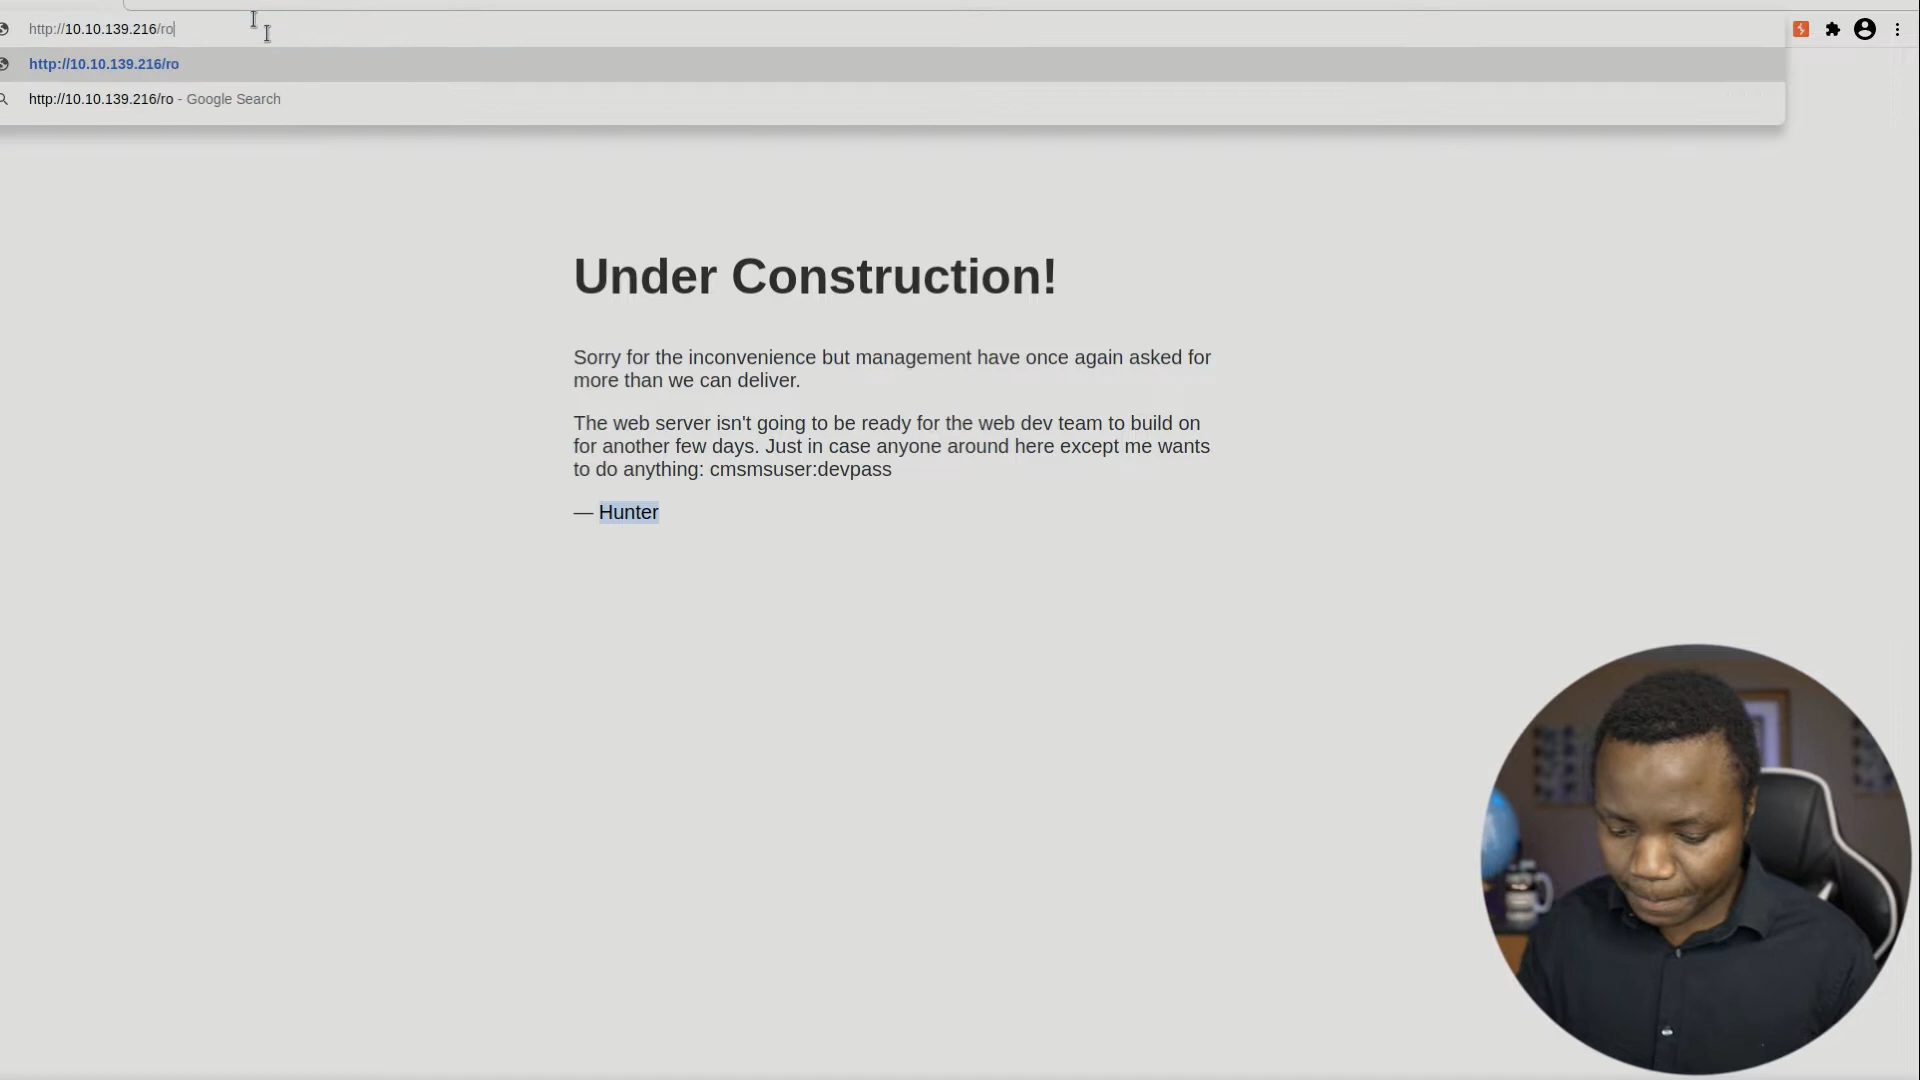 http://10.10.139.216/ro
http://10.10.139.216/ro
http://10.10.139.216/ro - Google Search
Under Construction!
Sorry for the inconvenience but management have once again asked for
more than we can deliver.
The web server isn't going to be ready for the web dev team to build on
for another few days. Just in case anyone around here except me wants
to do anything: cmsmsuser:devpass
— Hunter